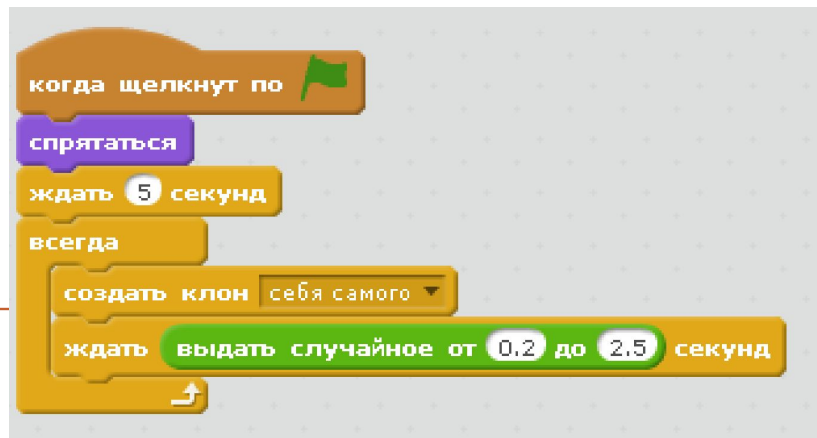 когда щелкнут по
спрятаться
ждать 5 секунд
всегда
создать клон себя самого
ждать выдать случайное от 0.2 до 2.5 секунд